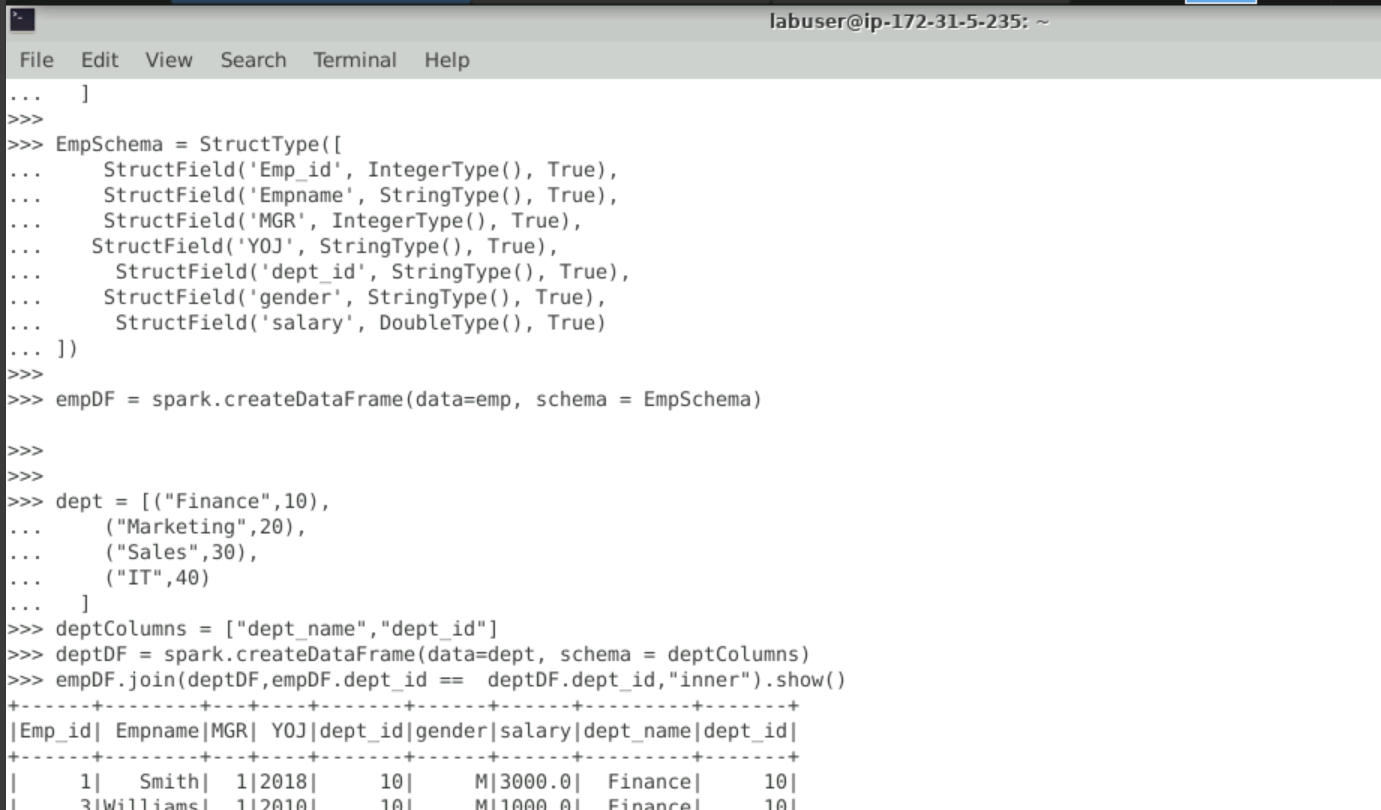 labuser@ip-172-31-5-235: ~
File Edit View Search Terminal Help
...   ]
>>>
>>> EmpSchema = StructType([
...     StructField('Emp_id', IntegerType(), True),
...     StructField('Empname', StringType(), True),
...     StructField('MGR', IntegerType(), True),
...    StructField('YOJ', StringType(), True),
...      StructField('dept_id', StringType(), True),
...     StructField('gender', StringType(), True),
...      StructField('salary', DoubleType(), True)
... ])
>>>
>>> empDF = spark.createDataFrame(data=emp, schema = EmpSchema)
>>>
>>>
>>> dept = [("Finance",10),
...     ("Marketing",20),
...     ("Sales",30),
...     ("IT",40)
...   ]
>>> deptColumns = ["dept_name","dept_id"]
>>> deptDF = spark.createDataFrame(data=dept, schema = deptColumns)
>>> empDF.join(deptDF,empDF.dept_id ==  deptDF.dept_id,"inner").show()
+------+--------+---+----+-------+------+------+---------+-------+
|Emp_id| Empname|MGR| YOJ|dept_id|gender|salary|dept_name|dept_id|
+------+--------+---+----+-------+------+------+---------+-------+
|     1|   Smith|  1|2018|     10|     M|3000.0|  Finance|     10|
|     3|Williams|  1|2010|     10|     M|1000.0|  Finance|     10|